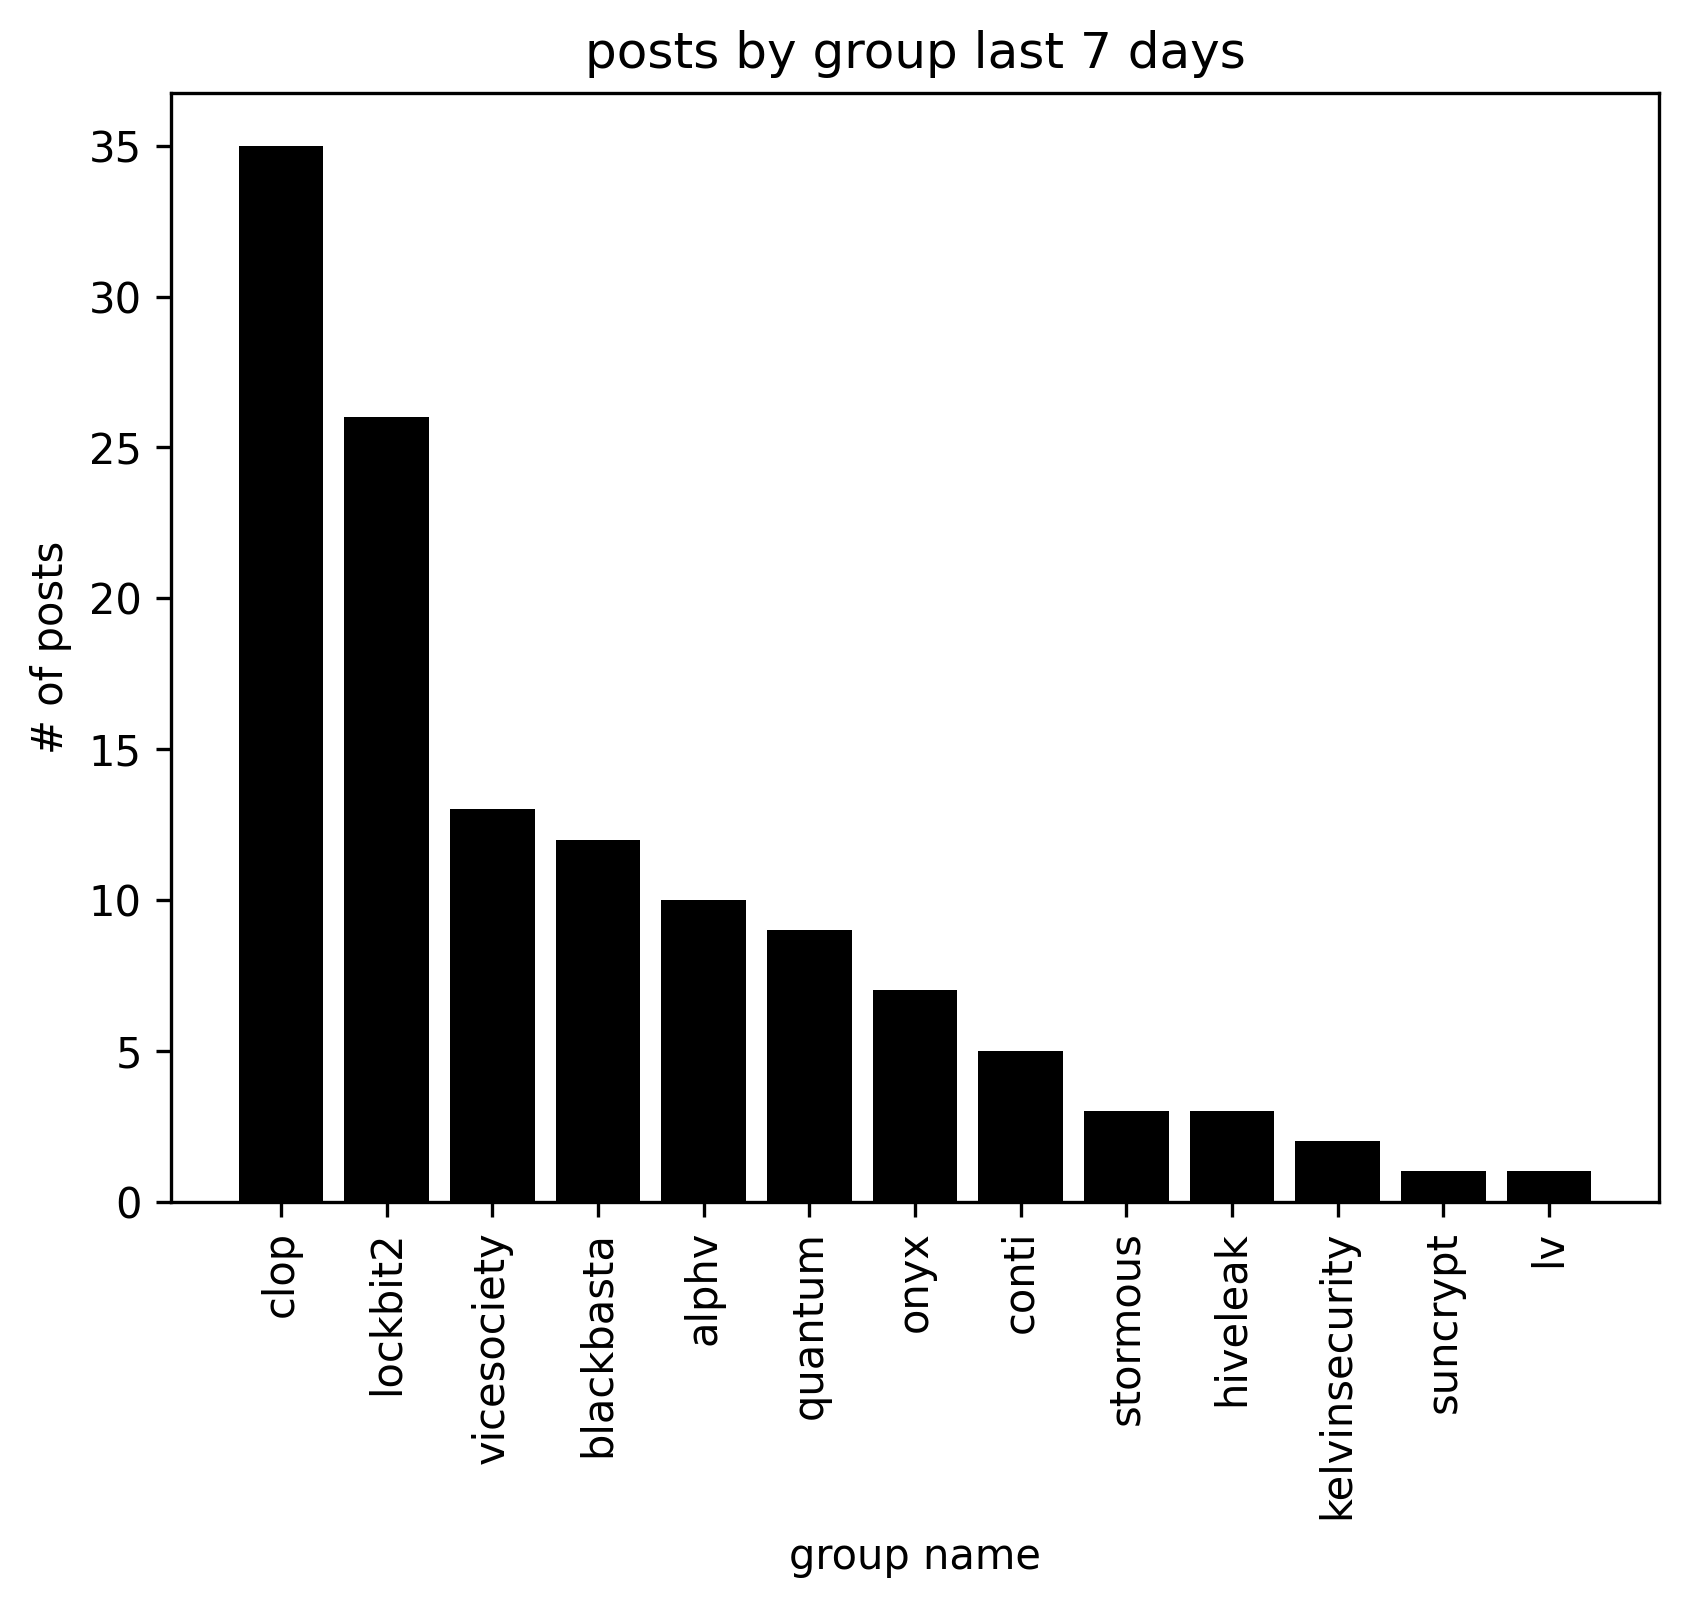 posts by group last 7 days
# of posts
35
30
25
20
15
10
5
0
clop
lockbit2
vicesociety
blackbasta
alphv
quantum
onyx
conti
stormous
hiveleak
kelvinsecurity
suncrypt
lv
group name